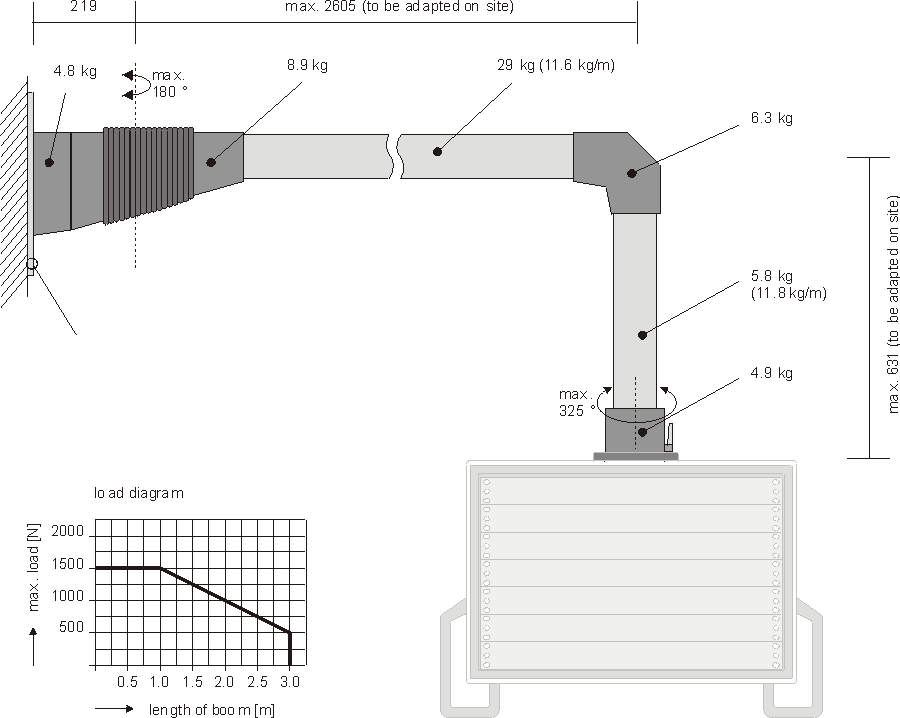 219
max. 2605 (to be adapted on site)
4.8 kg
max.
180 °
8.9 kg
29 kg (11.6 kg/m)
6.3 kg
max. 631 (to be adapted on site)
5.8 kg
(11.8 kg/m)
4.9 kg
max.
325 °
load diagram
max. load [N]
2000
1500
1000
500
0.5 1.0 1.5 2.0 2.5 3.0
length of boom [m]